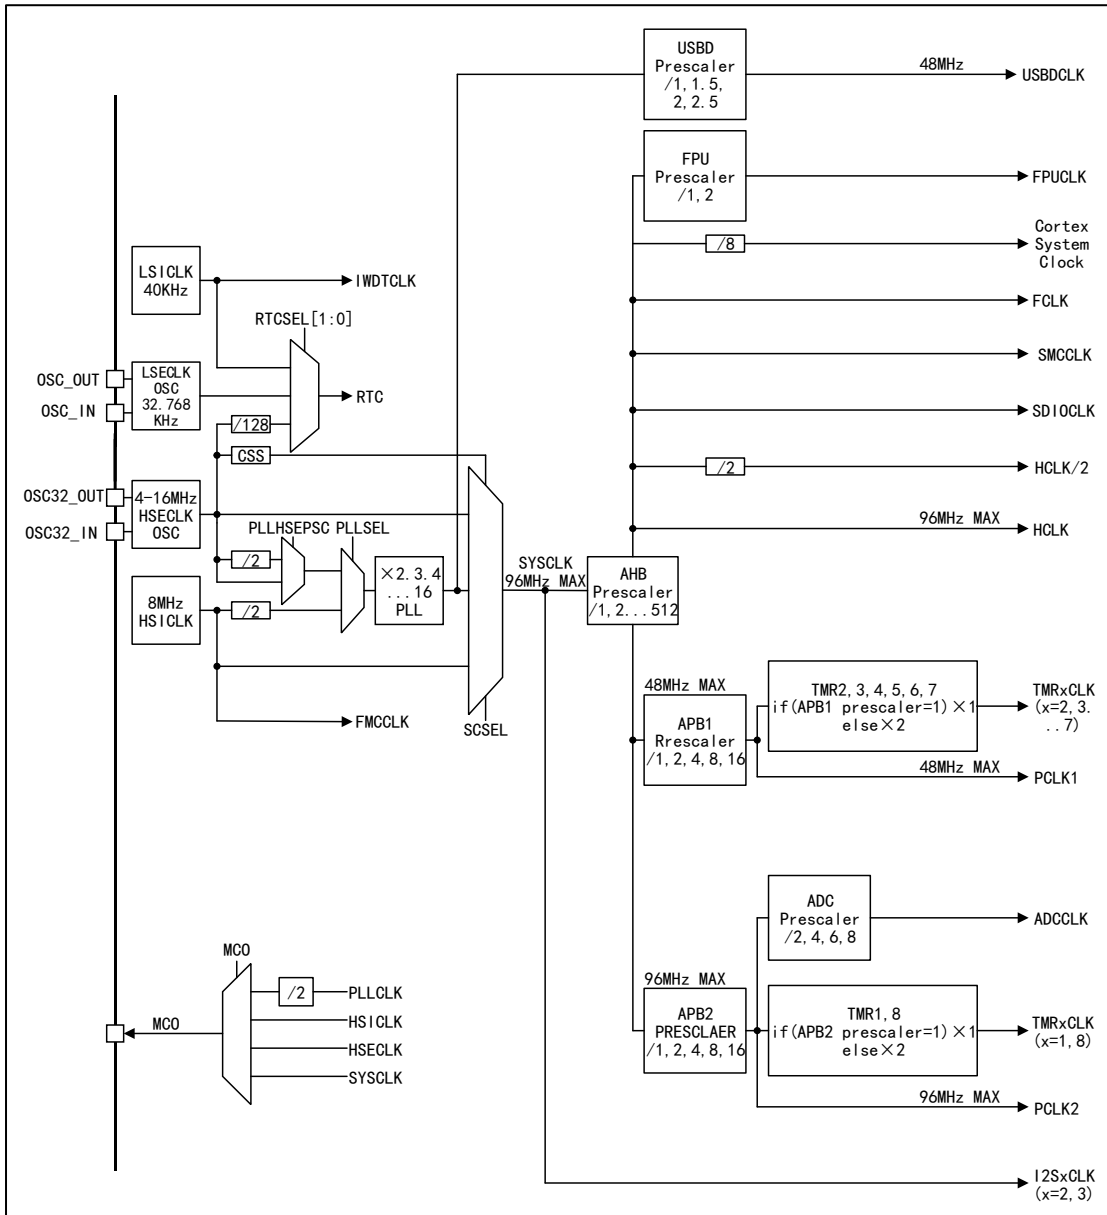 USBD
Prescaler
/1, 1. 5,
2, 2. 5
48MHz
USBDCLK
FPU
Prescaler
/1, 2
FPUCLK
/8
Cortex
System
Clock
LSICLK
40KHz
IWDTCLK
FCLK
RTCSEL[1:0]
SMCCLK
OSC_OUT
OSC_IN
LSECLK
OSC
32. 768
KHz
RTC
SDIOCLK
/128
CSS
/2
HCLK/2
OSC32_OUT
OSC32_IN
4-16MHz
HSECLK
OSC
96MHz MAX
HCLK
PLLHSEPSC
PLLSEL
/2
×2. 3. 4
. . . 16
PLL
SYSCLK
96MHz MAX
AHB
Prescaler
/1, 2. . . 512
8MHz
HSICLK
/2
FMCCLK
SCSEL
48MHz MAX
APB1
Rrescaler
/1, 2, 4, 8, 16
TMR2, 3, 4, 5, 6, 7
if(APB1 prescaler=1)×1
else×2
TMRxCLK
(x=2, 3.
. . 7)
48MHz MAX
PCLK1
ADC
Prescaler
/2, 4, 6, 8
ADCCLK
MCO
/2
PLLCLK
HSICLK
HSECLK
SYSCLK
MCO
96MHz MAX
APB2
PRESCLAER
/1, 2, 4, 8, 16
TMR1, 8
if(APB2 prescaler=1)×1
else×2
TMRxCLK
(x=1, 8)
96MHz MAX
PCLK2
I2SxCLK
(x=2, 3)